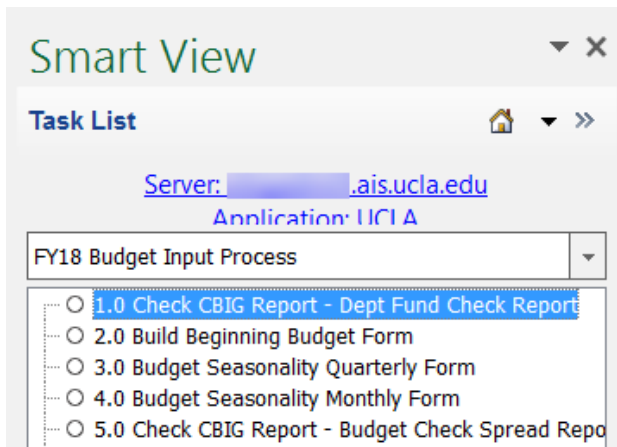 Smart View
Task List
Server: .ais.ucla.edu
Application: UCLA
FY18 Budget Input Process
1.0 Check CBIG Report - Dept Fund Check Report
2.0 Build Beginning Budget Form
3.0 Budget Seasonality Quarterly Form
4.0 Budget Seasonality Monthly Form
5.0 Check CBIG Report - Budget Check Spread Repo